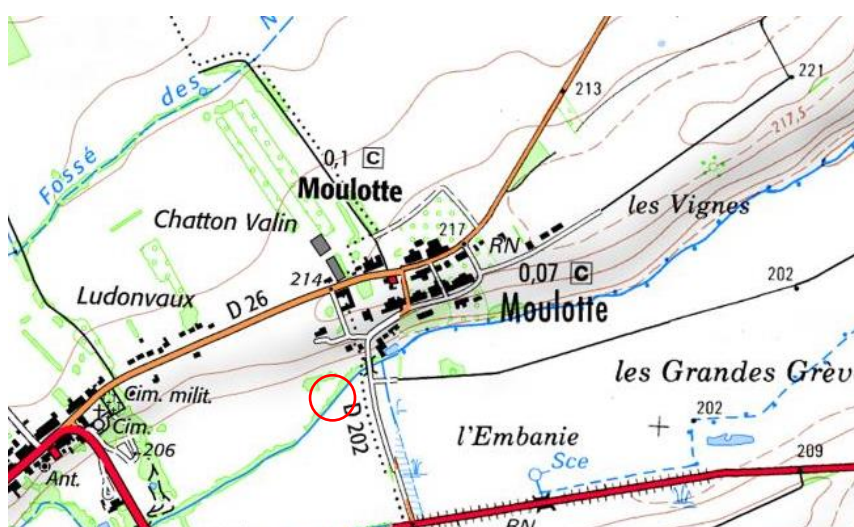 N
des
Fossé
213
221
217,5
0,1 C
Moulotte
les Vignes
Chatton Valin
217
RN
0,07 C
Moulotte
214
202
Ludonvaux
D 26
les Grandes Grèv
Cim. milit.
D 202
202
Cim.
206
l'Embanie
Sce
209
Ant.
RN